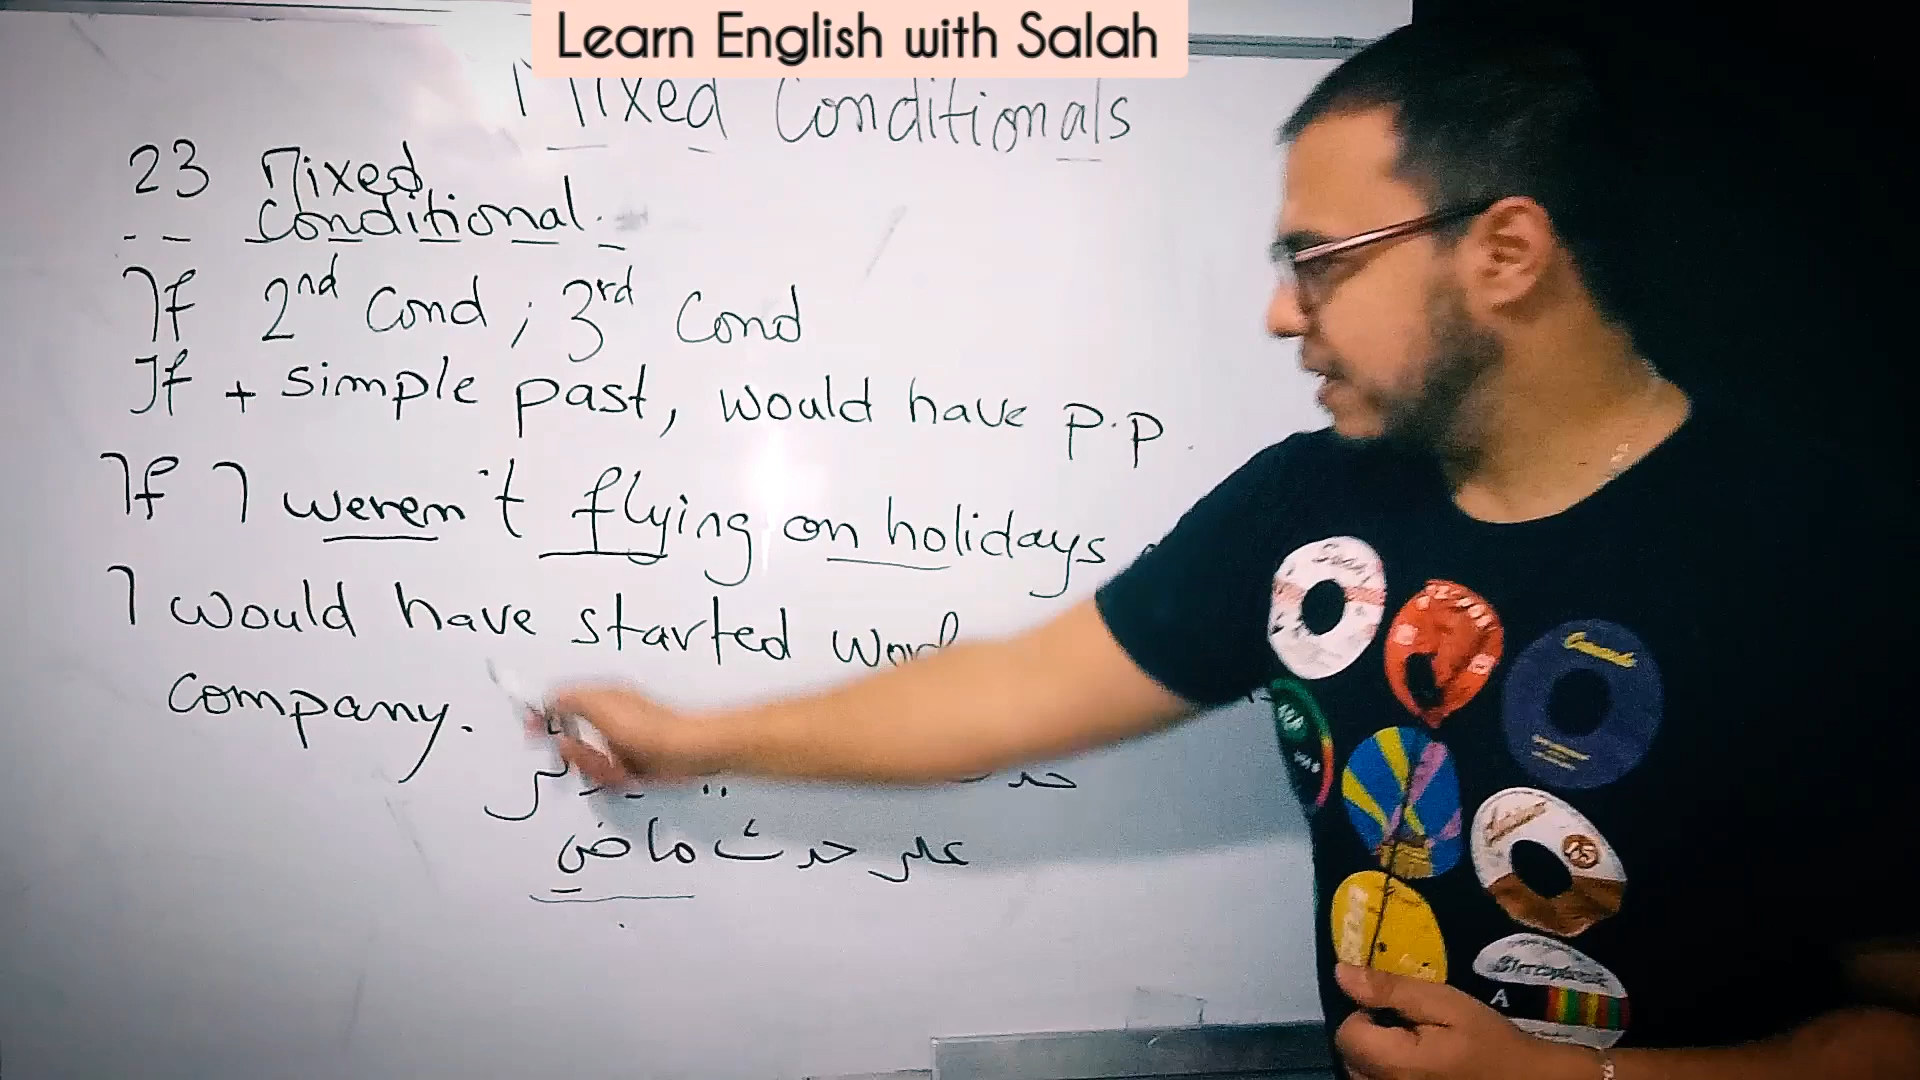 Learn English with Salah
Mixed Conditionals
23 Mixed
Conditional.
If 2nd Cond ; 3rd Cond
If + simple past, would have p.p.
If I weren't flying on holidays
I would have started
company.
على حدث ماضي